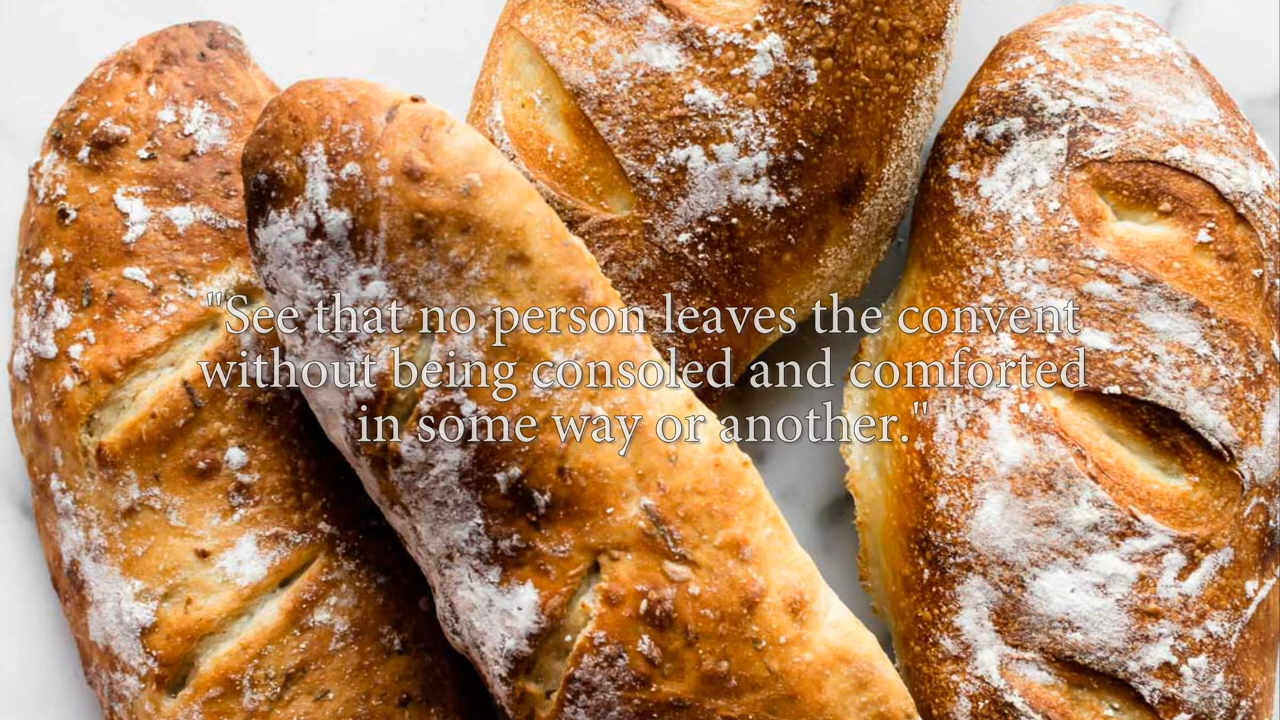 "See that no person leaves the convent
without being consoled and comforted
in some way or another."